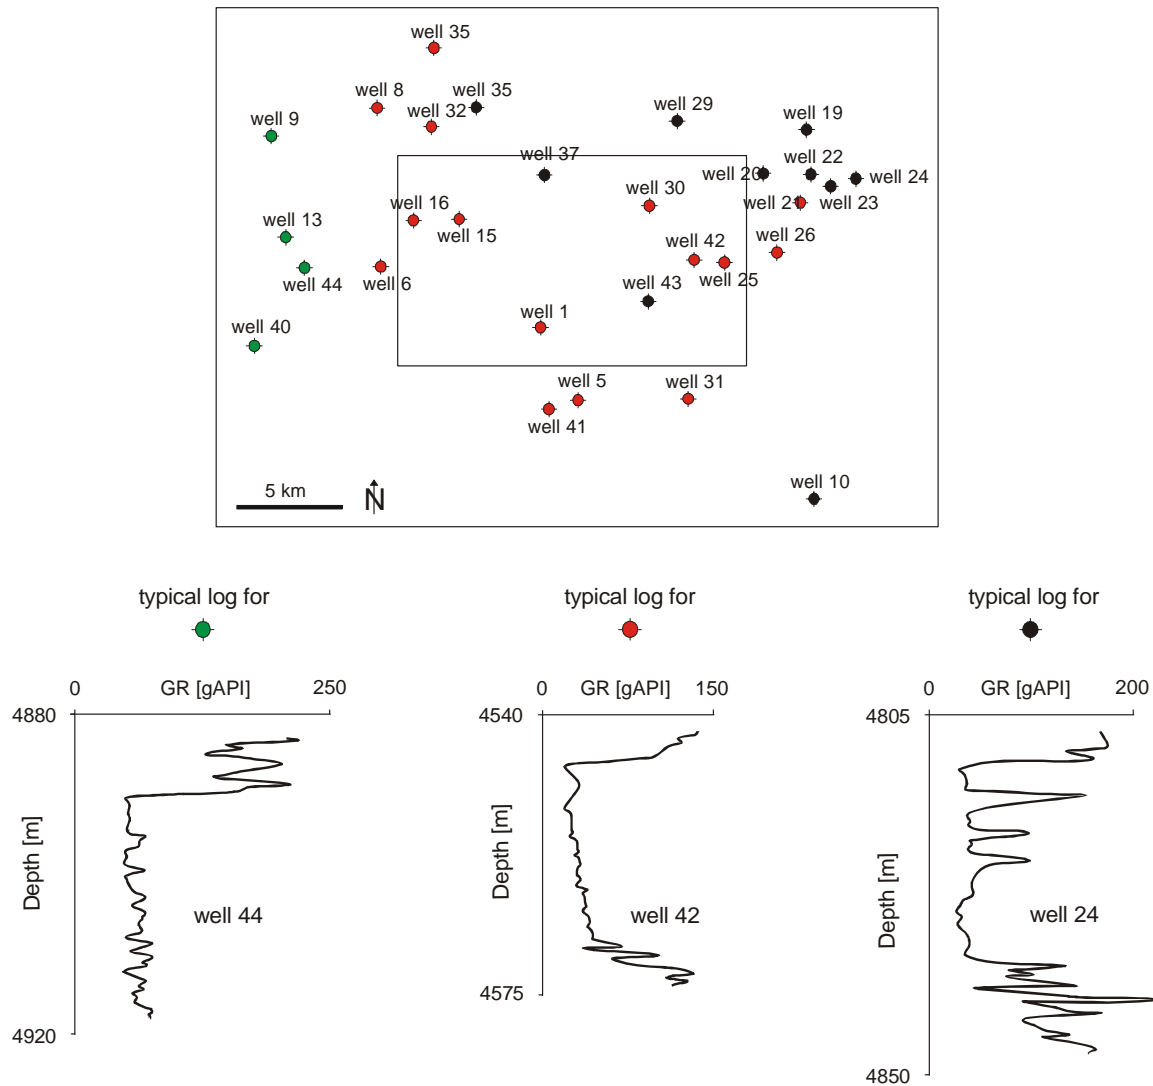 well 35
well 8
well 35
well 32
well 9
well 29
well 19
well 37
well 20
well 22
well 24
well 30
well 21
well 23
well 16
well 15
well 13
well 42
well 26
well 44
well 6
well 25
well 43
well 1
well 40
well 5
well 31
well 41
well 10
5 km
N
typical log for
typical log for
typical log for
0 GR [gAPI] 250
0 GR [gAPI] 150
0 GR [gAPI] 200
4880
4540
4805
Depth [m]
Depth [m]
Depth [m]
well 44
well 42
well 24
4575
4920
4850